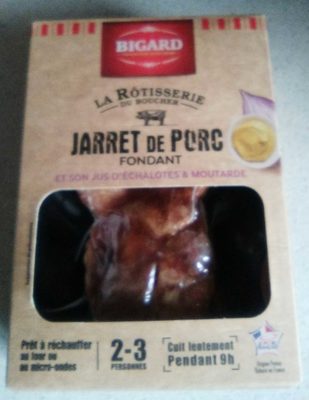 BIGARD
LA RÔTISSERIE
DU BOUCHER
JARRET DE PORC
FONDANT
ET SON JUS D'ÉCHALOTES & MOUTARDE
Prêt à réchauffer
au four ou
au micro-ondes
2-3
PERSONNES
Cuit lentement
Pendant 9h